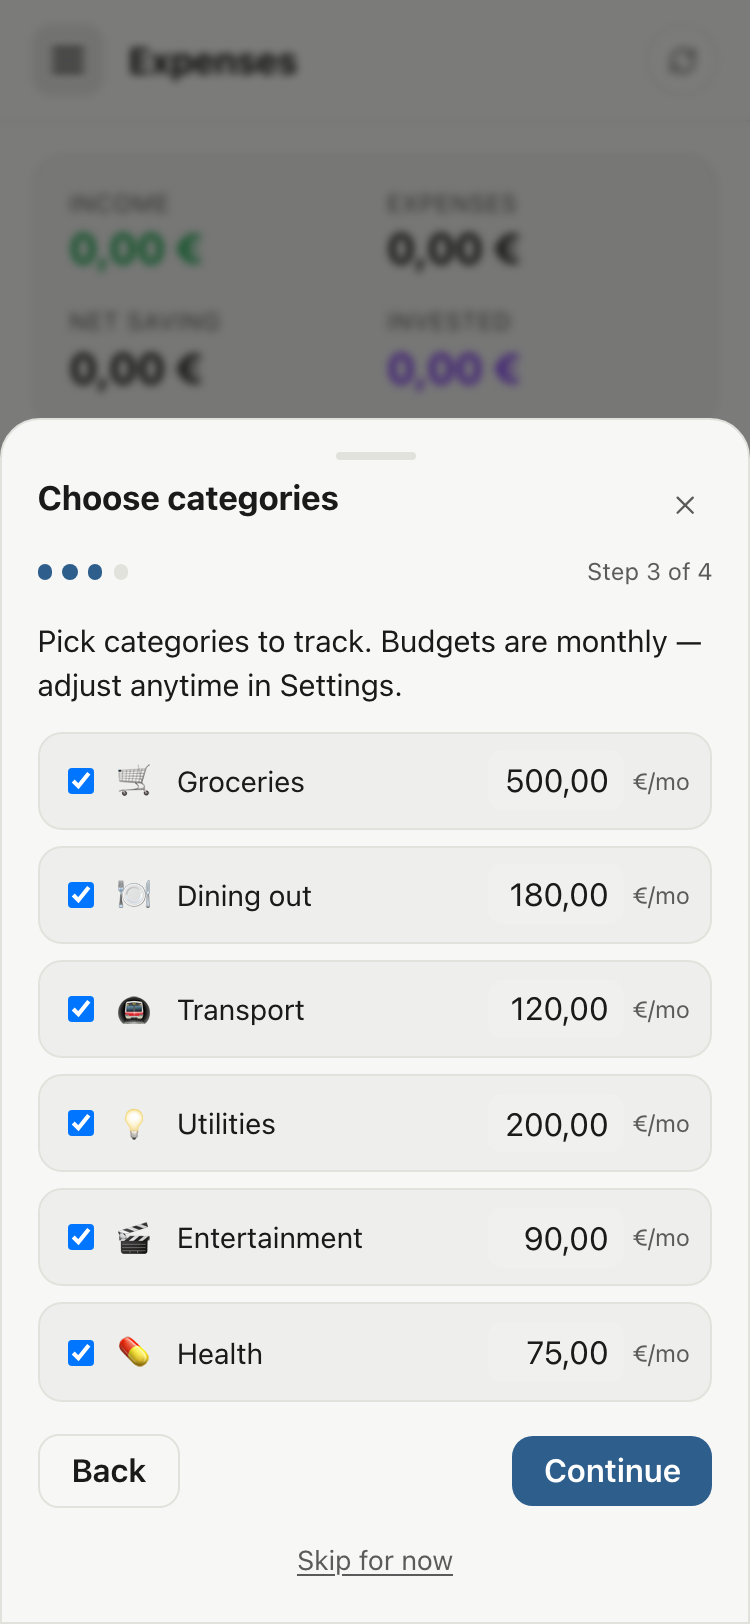 Expenses
INCOME
EXPENSES
0,00 €
0,00 €
NET SAVING
INVESTED
0,00 €
0,00 €
Choose categories
Step 3 of 4
Pick categories to track. Budgets are monthly —
adjust anytime in Settings.
Groceries 500,00 €/mo
Dining out 180,00 €/mo
Transport 120,00 €/mo
Utilities 200,00 €/mo
Entertainment 90,00 €/mo
Health 75,00 €/mo
Back
Continue
Skip for now